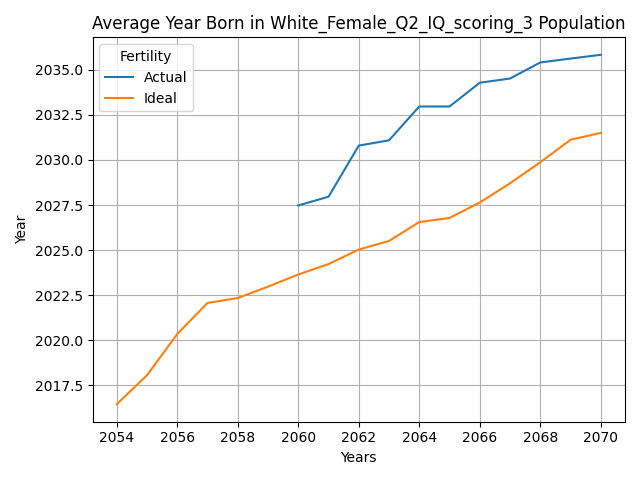 Average Year Born in White_Female_Q2_IQ_scoring_3 Population
Fertility
Actual
Ideal
2035.0
2032.5
2030.0
2027.5
2025.0
2022.5
2020.0
2017.5
Year
2054 2056 2058 2060 2062 2064 2066 2068 2070
Years